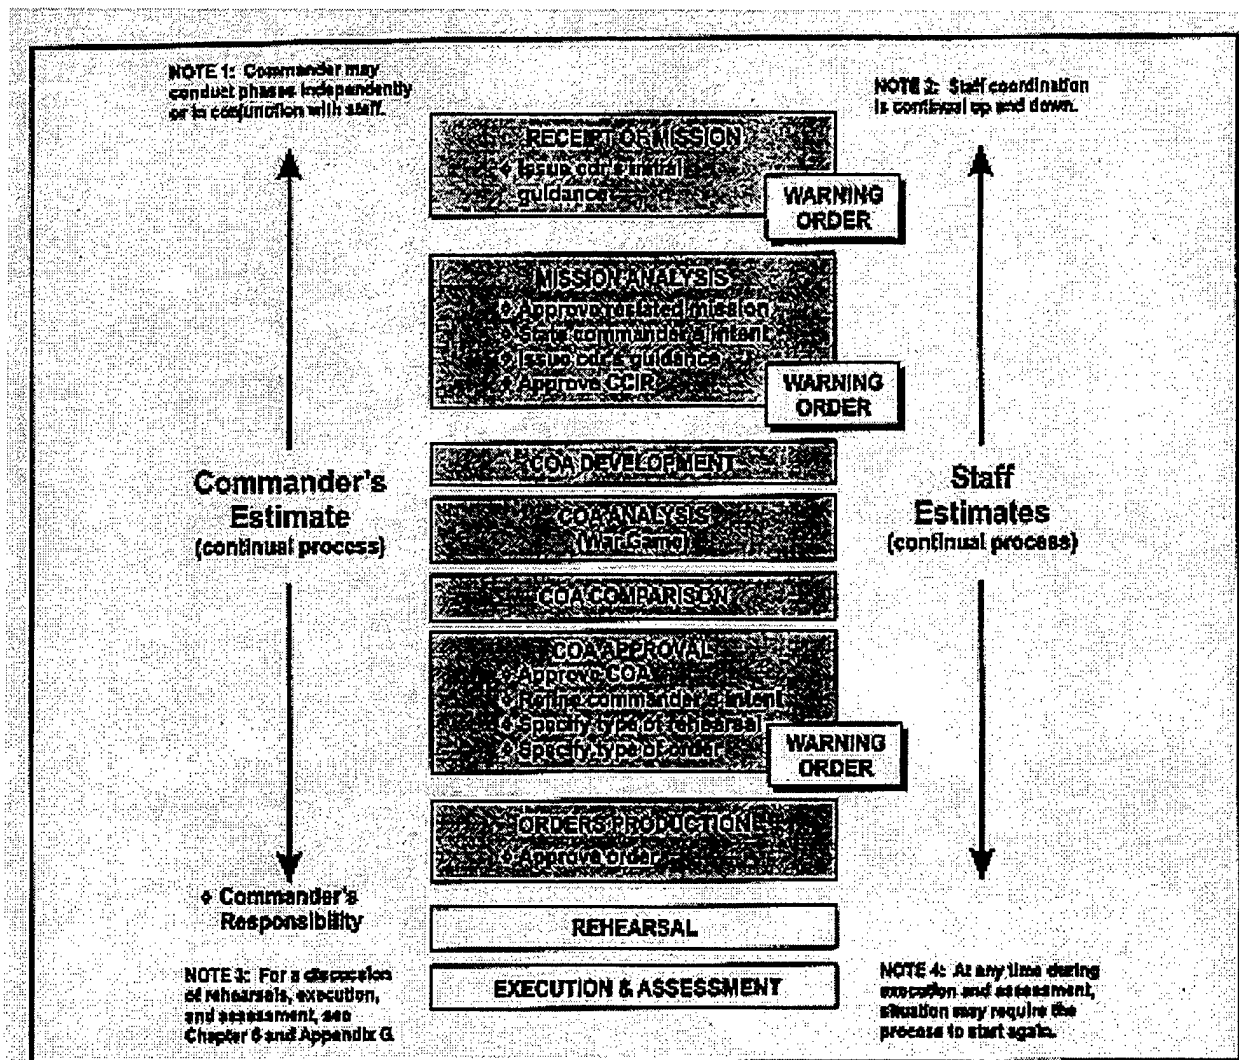 NOTE 1: Commander may
conduct phases independently
or in conjunction with staff.
NOTE 2: Staff coordination
is continual up and down.
RECEIPT OF MISSION
❖ Issue cdr's initial
guidance
WARNING
ORDER
MISSION ANALYSIS
❖ Approve restated mission
❖ State commander's intent
❖ Issue cdr's guidance
❖ Approve CCIR
WARNING
ORDER
COA DEVELOPMENT
Commander's
Estimate
(continual process)
COA ANALYSIS
(War Game)
Staff
Estimates
(continual process)
COA COMPARISON
COA APPROVAL
❖ Approve COA
❖ Refine commander's intent
❖ Specify type of rehearsal
❖ Specify type of order
WARNING
ORDER
ORDERS PRODUCTION
❖ Approve order
❖ Commander's
Responsibility
REHEARSAL
EXECUTION & ASSESSMENT
NOTE 3: For a discussion
of rehearsals, execution,
and assessment, see
Chapter 6 and Appendix G.
NOTE 4: At any time during
execution and assessment,
situation may require the
process to start again.